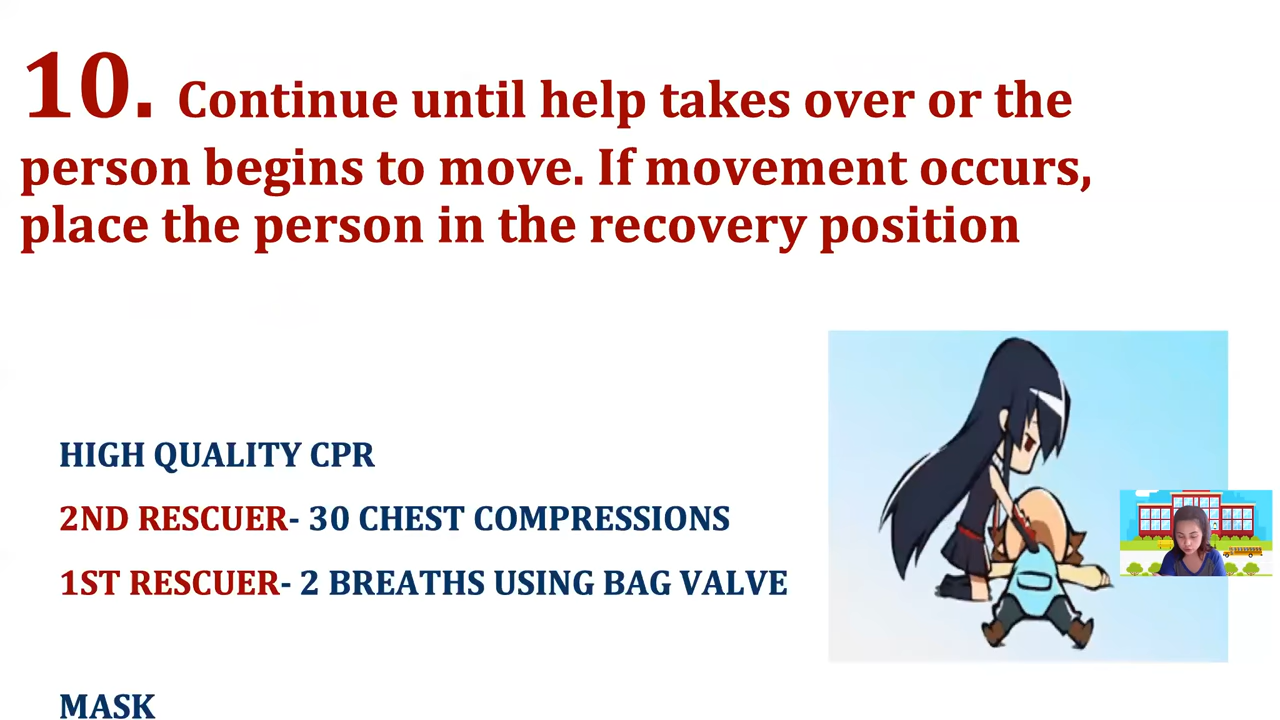 10. Continue until help takes over or the
person begins to move. If movement occurs,
place the person in the recovery position
HIGH QUALITY CPR
2ND RESCUER- 30 CHEST COMPRESSIONS
1ST RESCUER- 2 BREATHS USING BAG VALVE
MASK